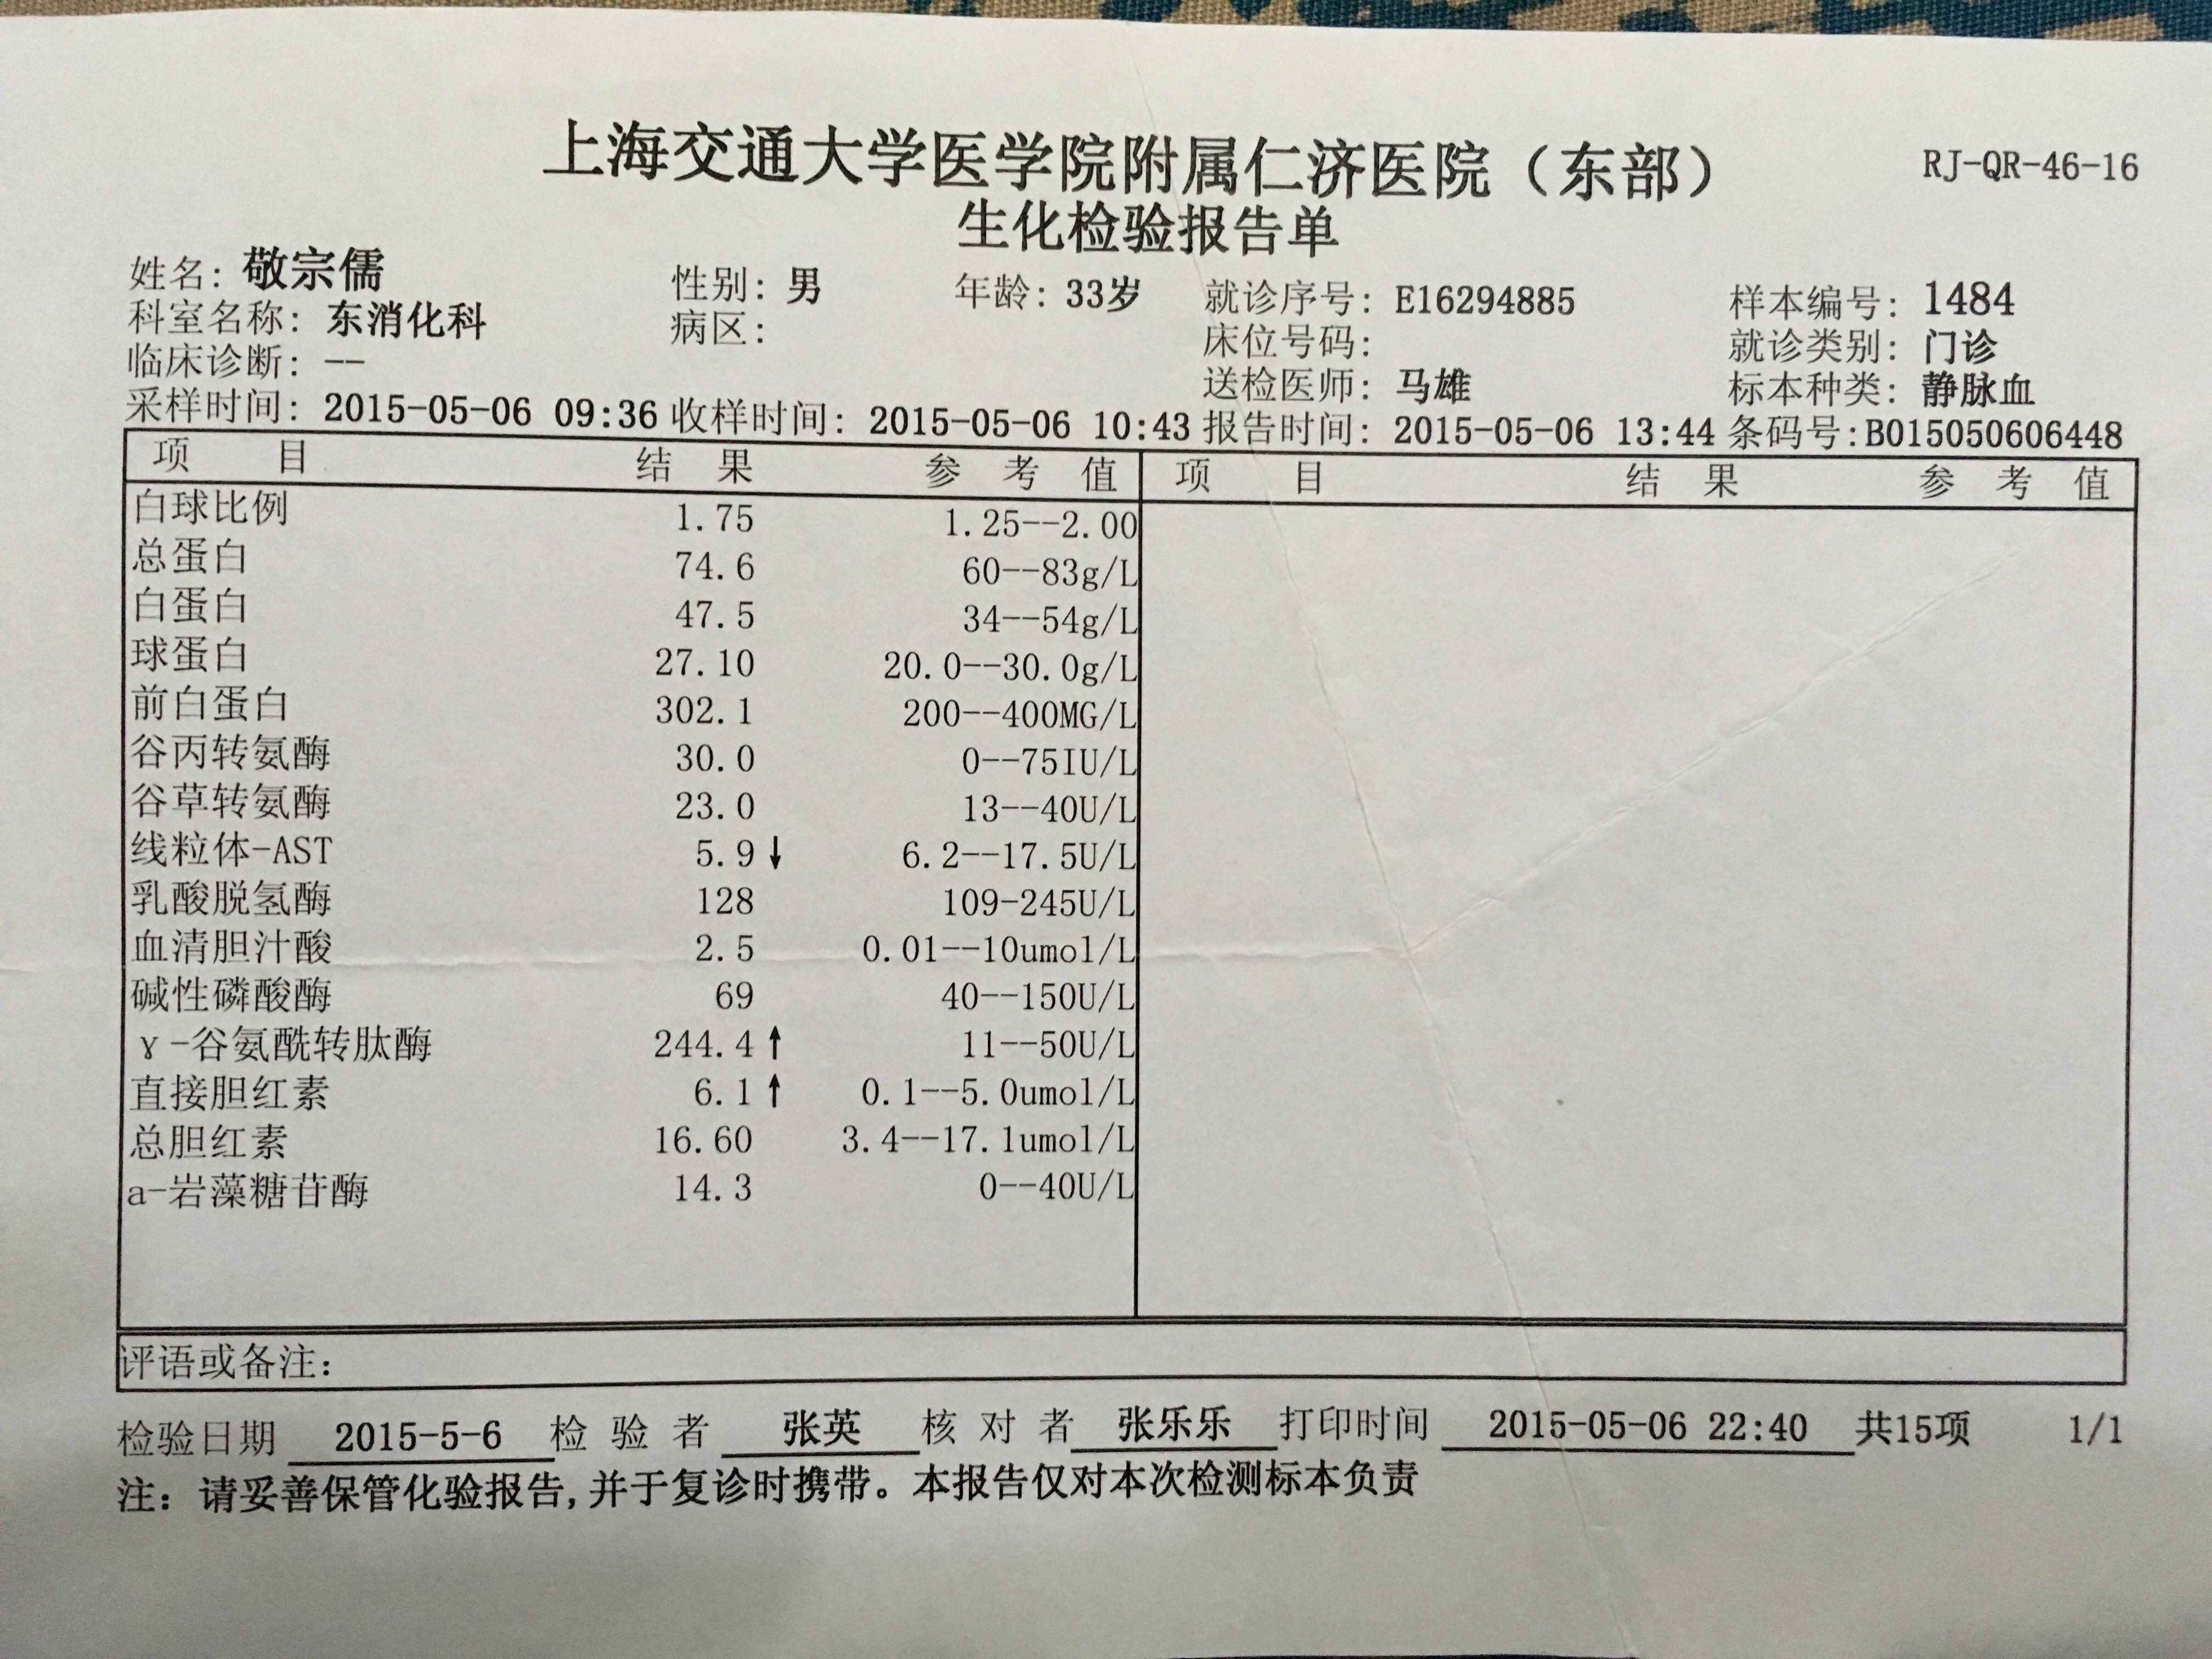 上海交通大学医学院附属仁济医院（东部） RJ-QR-46-16
生化检验报告单
姓名: 敬宗儒 性别: 男 年龄: 33岁 就诊序号: E16294885 样本编号: 1484
科室名称: 东消化科 病区: 床位号码: 就诊类别: 门诊
临床诊断: -- 送检医师: 马雄 标本种类: 静脉血
采样时间: 2015-05-06 09:36 收样时间: 2015-05-06 10:43 报告时间: 2015-05-06 13:44 条码号:B015050606448
项 目 结 果 参 考 值 项 目 结 果 参 考 值
白球比例 1.75 1.25--2.00
总蛋白 74.6 60--83g/L
白蛋白 47.5 34--54g/L
球蛋白 27.10 20.0--30.0g/L
前白蛋白 302.1 200--400MG/L
谷丙转氨酶 30.0 0--75IU/L
谷草转氨酶 23.0 13--40U/L
线粒体-AST 5.9↓ 6.2--17.5U/L
乳酸脱氢酶 128 109-245U/L
血清胆汁酸 2.5 0.01--10umol/L
碱性磷酸酶 69 40--150U/L
γ-谷氨酰转肽酶 244.4↑ 11--50U/L
直接胆红素 6.1↑ 0.1--5.0umol/L
总胆红素 16.60 3.4--17.1umol/L
a-岩藻糖苷酶 14.3 0--40U/L
评语或备注:
检验日期 2015-5-6 检 验 者 张英 核 对 者 张乐乐 打印时间 2015-05-06 22:40 共15项 1/1
注: 请妥善保管化验报告,并于复诊时携带。本报告仅对本次检测标本负责